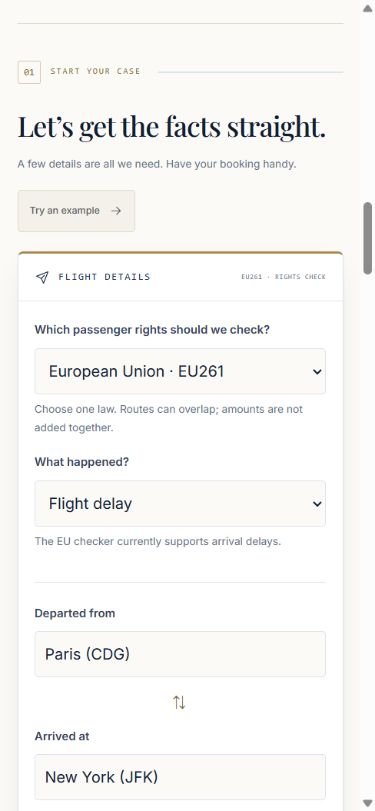 01 START YOUR CASE
Let’s get the facts straight.
A few details are all we need. Have your booking handy.
Try an example →
FLIGHT DETAILS
EU261 · RIGHTS CHECK
Which passenger rights should we check?
European Union · EU261
Choose one law. Routes can overlap; amounts are not
added together.
What happened?
Flight delay
The EU checker currently supports arrival delays.
Departed from
Paris (CDG)
Arrived at
New York (JFK)